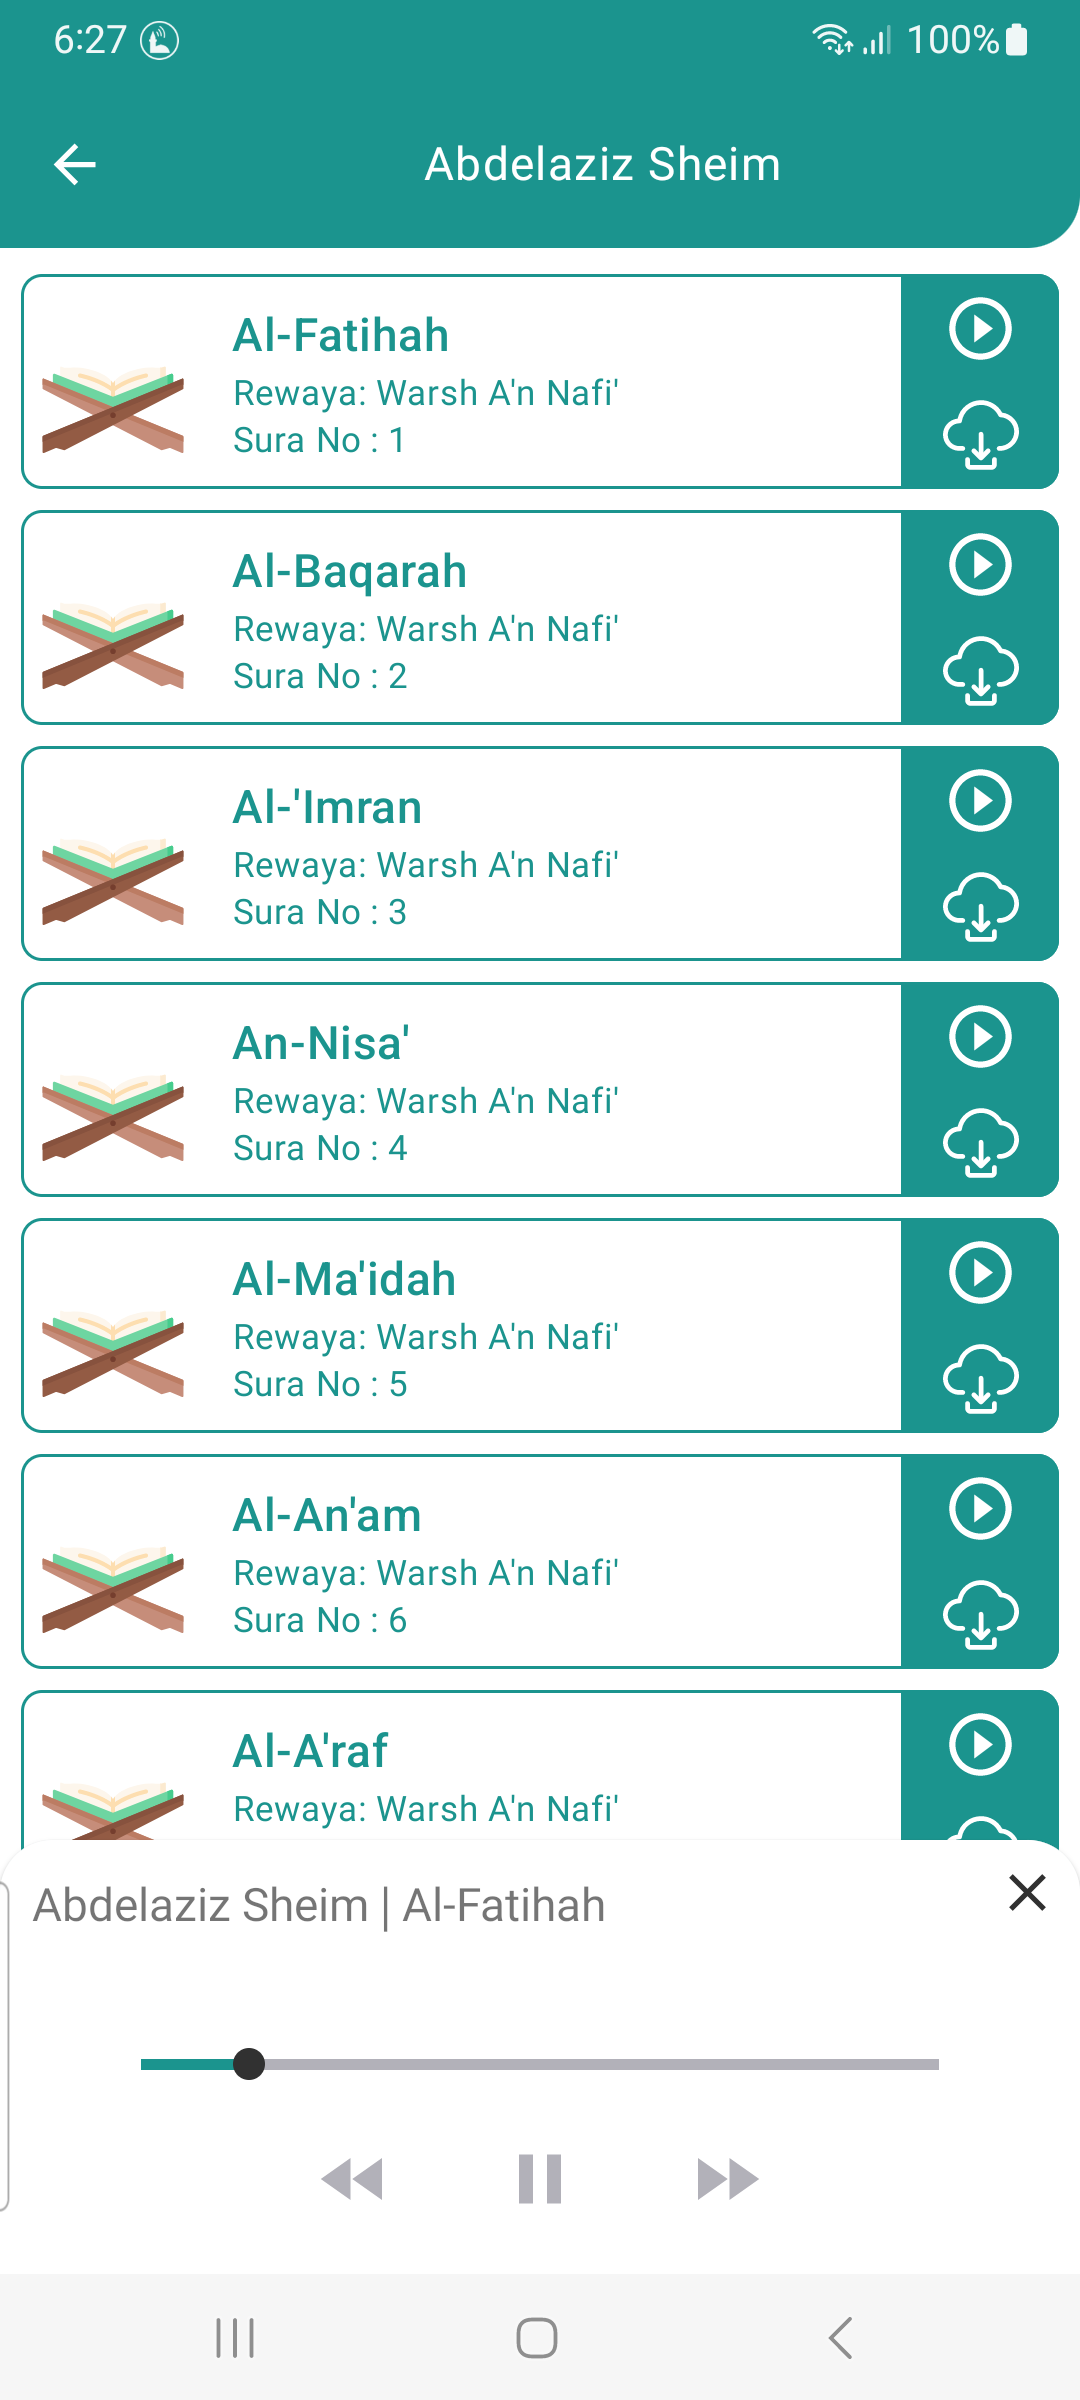 6:27
100%
Abdelaziz Sheim
Al-Fatihah
Rewaya: Warsh A'n Nafi'
Sura No : 1
Al-Baqarah
Rewaya: Warsh A'n Nafi'
Sura No : 2
Al-'Imran
Rewaya: Warsh A'n Nafi'
Sura No : 3
An-Nisa'
Rewaya: Warsh A'n Nafi'
Sura No : 4
Al-Ma'idah
Rewaya: Warsh A'n Nafi'
Sura No : 5
Al-An'am
Rewaya: Warsh A'n Nafi'
Sura No : 6
Al-A'raf
Rewaya: Warsh A'n Nafi'
Abdelaziz Sheim | Al-Fatihah